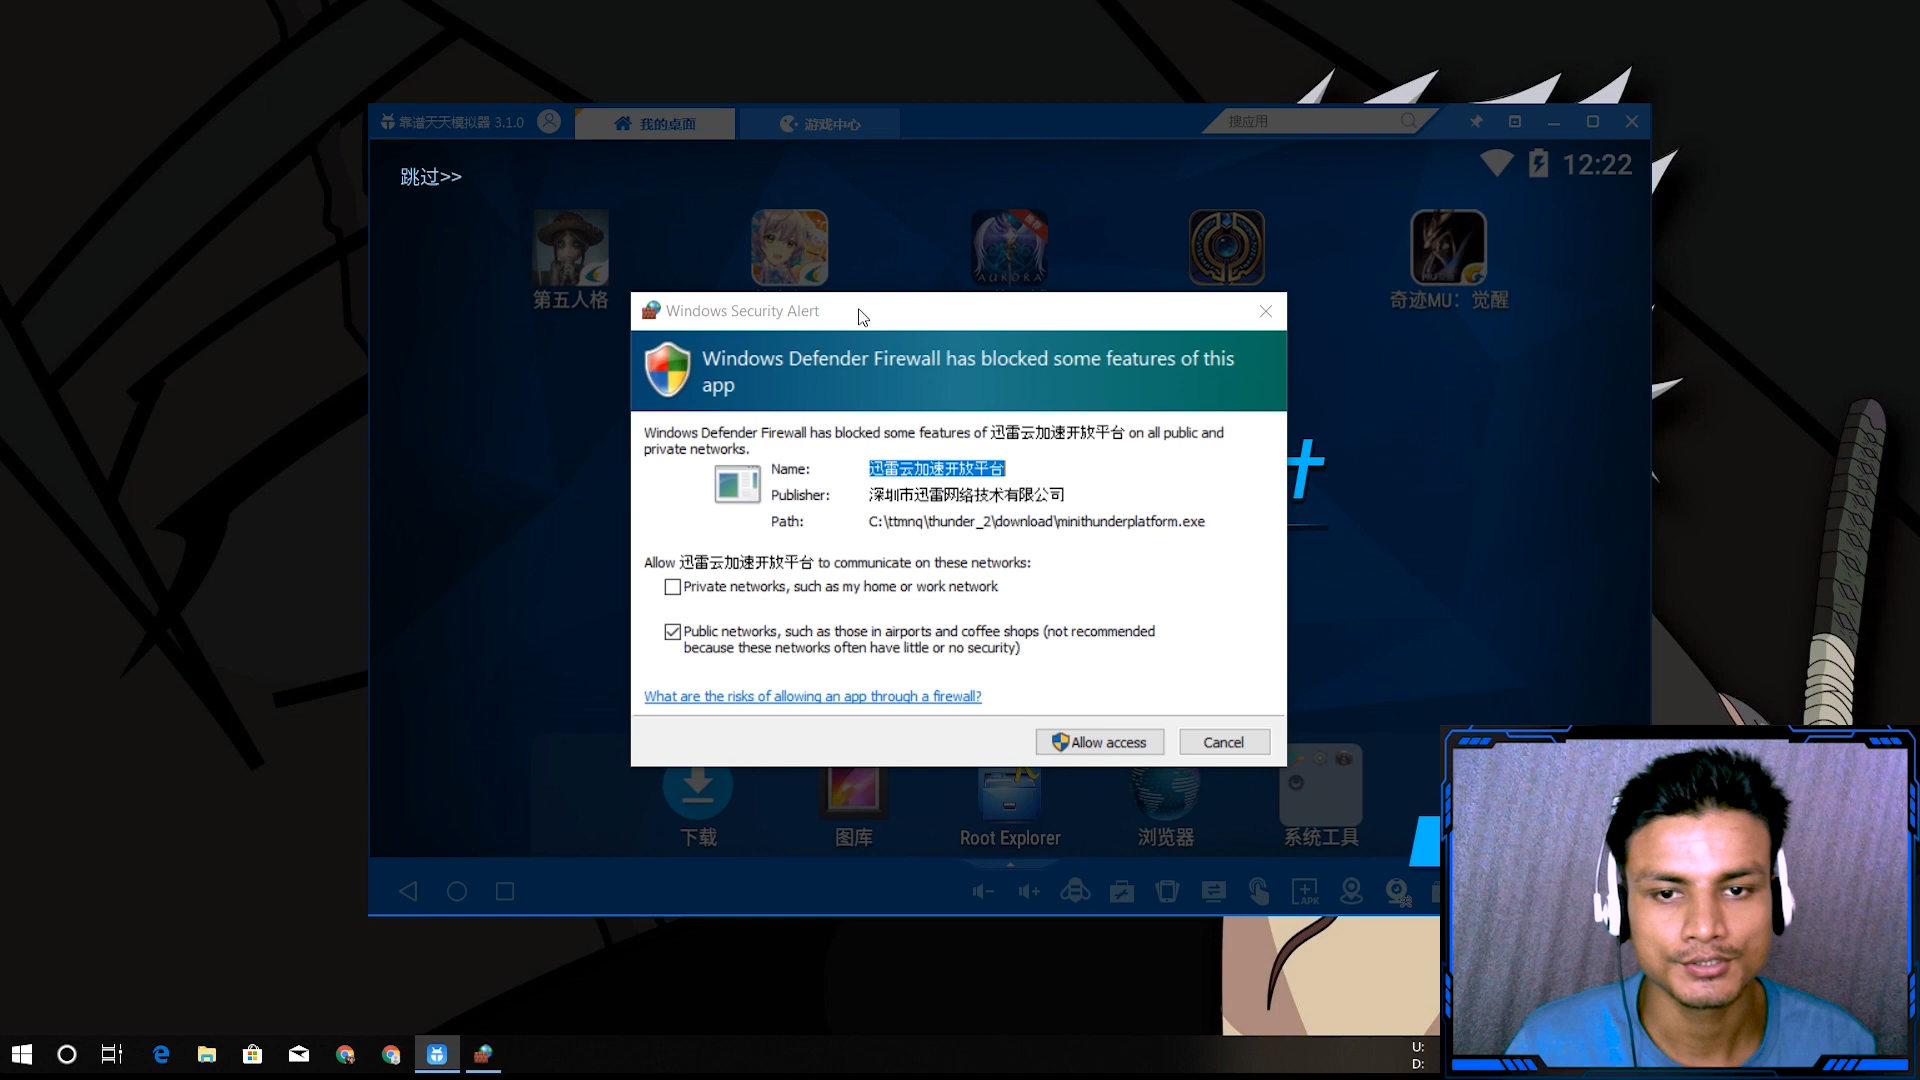 靠谱天天模拟器 3.1.0
我的桌面
游戏中心
搜应用
跳过>>
12:22
第五人格
AURORA
奇迹MU：觉醒
Windows Security Alert
Windows Defender Firewall has blocked some features of this
app
Windows Defender Firewall has blocked some features of 迅雷云加速开放平台 on all public and
private networks.
Name: 迅雷云加速开放平台
Publisher: 深圳市迅雷网络技术有限公司
Path: C:\ttmnq\thunder_2\download\minithunderplatform.exe
Allow 迅雷云加速开放平台 to communicate on these networks:
Private networks, such as my home or work network
Public networks, such as those in airports and coffee shops (not recommended
because these networks often have little or no security)
What are the risks of allowing an app through a firewall?
Allow access
Cancel
下载
图库
Root Explorer
浏览器
系统工具
APK
U:
D: